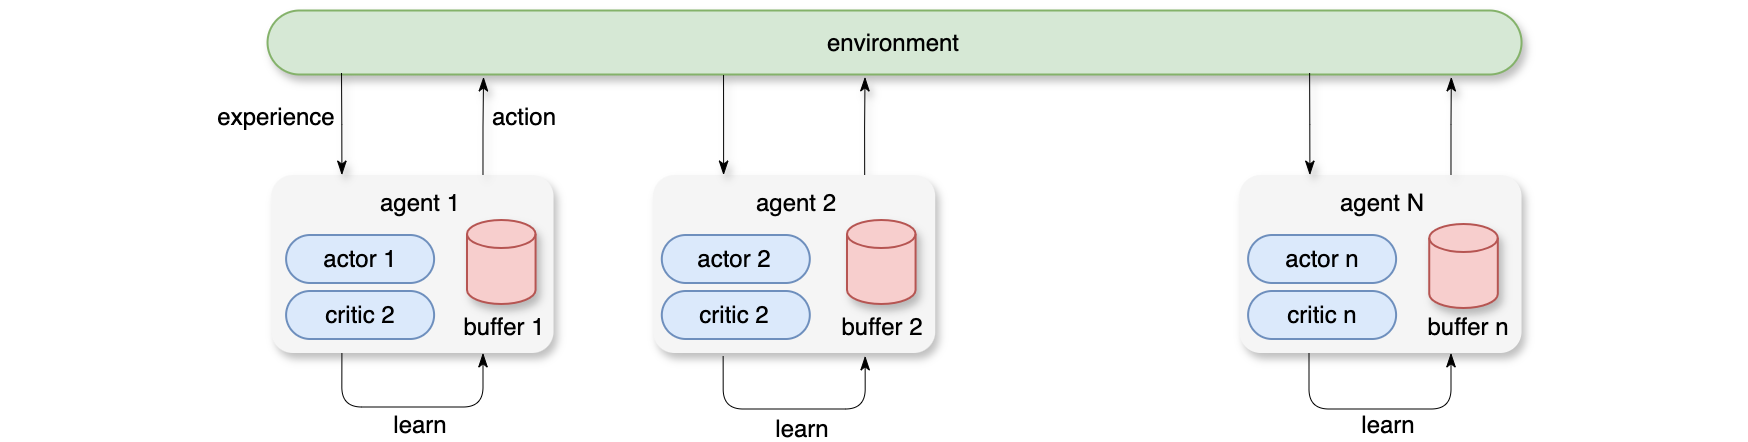 environment
experience
action
agent 1
actor 1
critic 2
buffer 1
learn
agent 2
actor 2
critic 2
buffer 2
learn
agent N
actor n
critic n
buffer n
learn